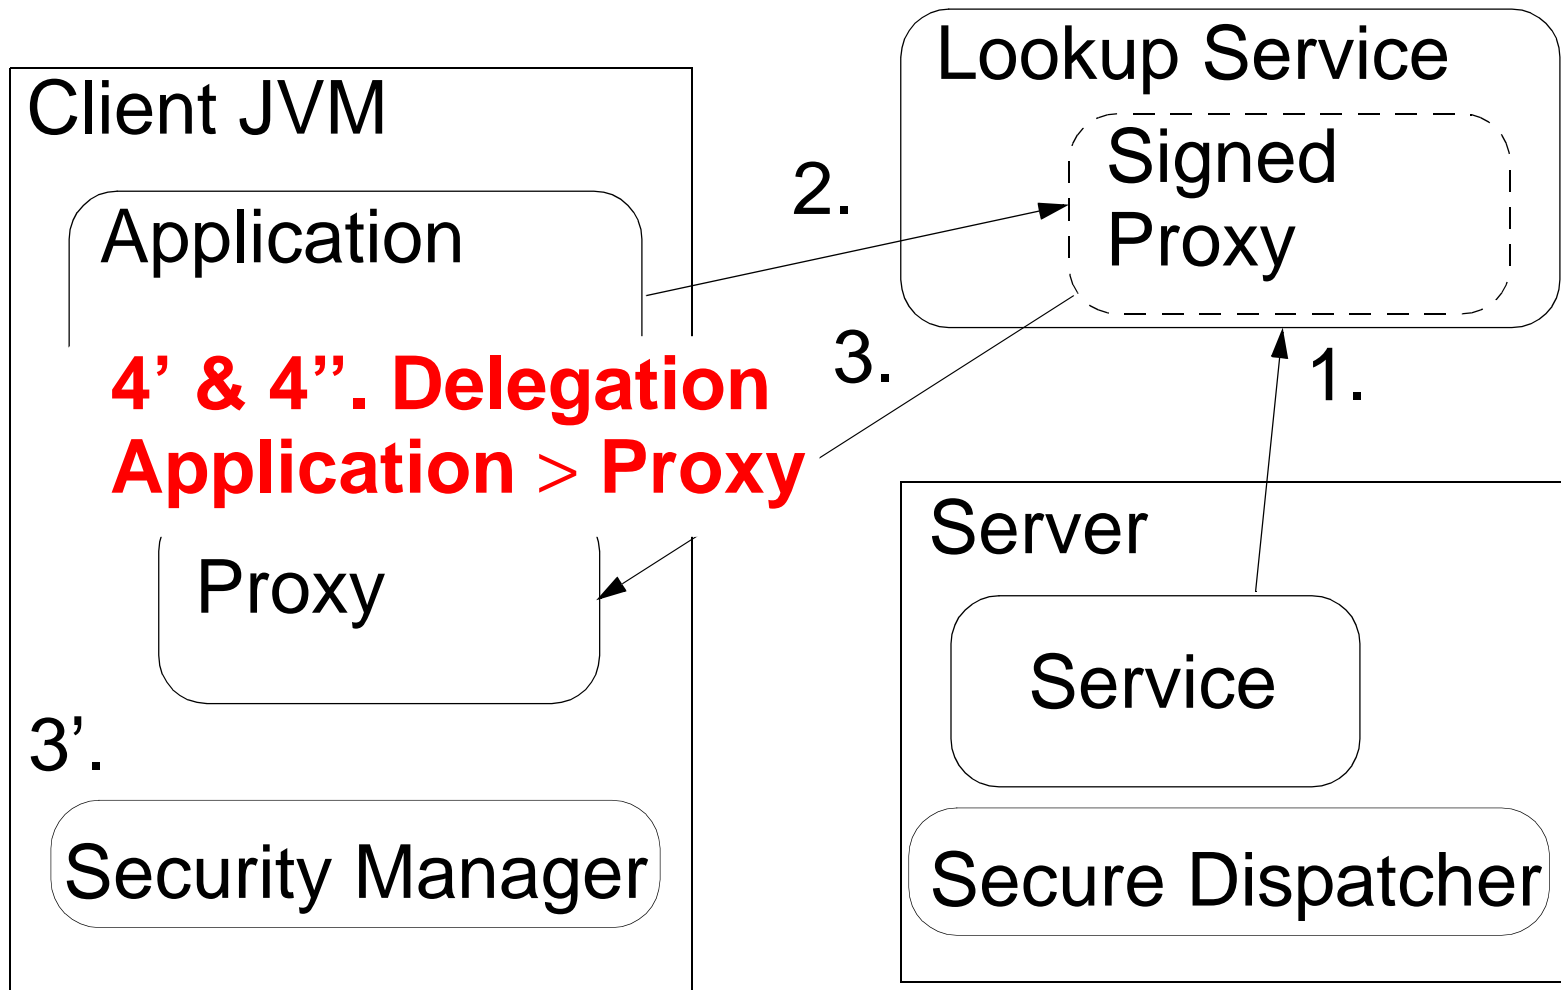 Client JVM
Application
4’ & 4’’. Delegation
Application > Proxy
Proxy
3’.
Security Manager
2.
3.
Lookup Service
Signed
Proxy
1.
Server
Service
Secure Dispatcher